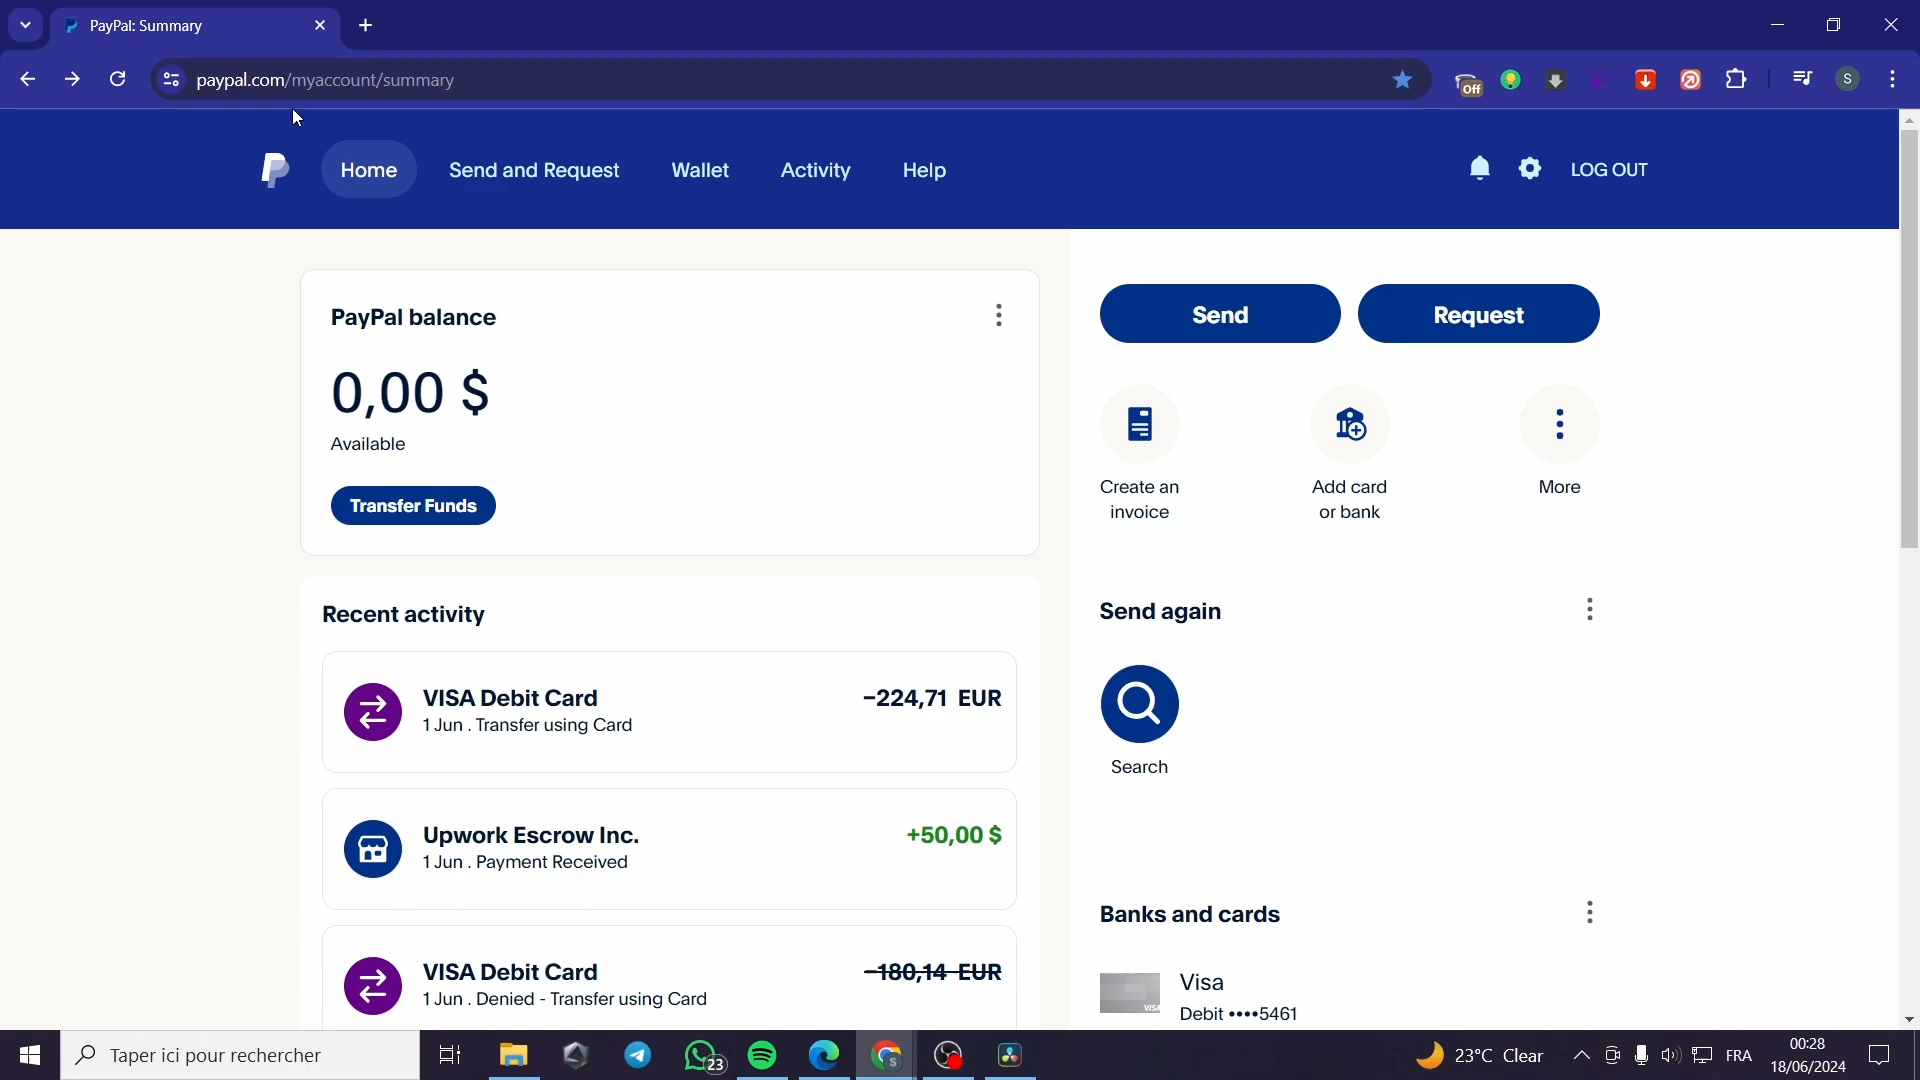 PayPal: Summary
paypal.com/myaccount/summary
Off
S
Home
Send and Request
Wallet
Activity
Help
LOG OUT
PayPal balance
0,00 $
Available
Transfer Funds
Send
Request
Create an
invoice
Add card
or bank
More
Recent activity
VISA Debit Card
−224,71 EUR
1 Jun . Transfer using Card
Upwork Escrow Inc.
+50,00 $
1 Jun . Payment Received
VISA Debit Card
−180,14 EUR
1 Jun . Denied - Transfer using Card
Send again
Search
Banks and cards
VISA
Visa
Debit ••••5461
Taper ici pour rechercher
23
S
23°C Clear
FRA
00:28
18/06/2024